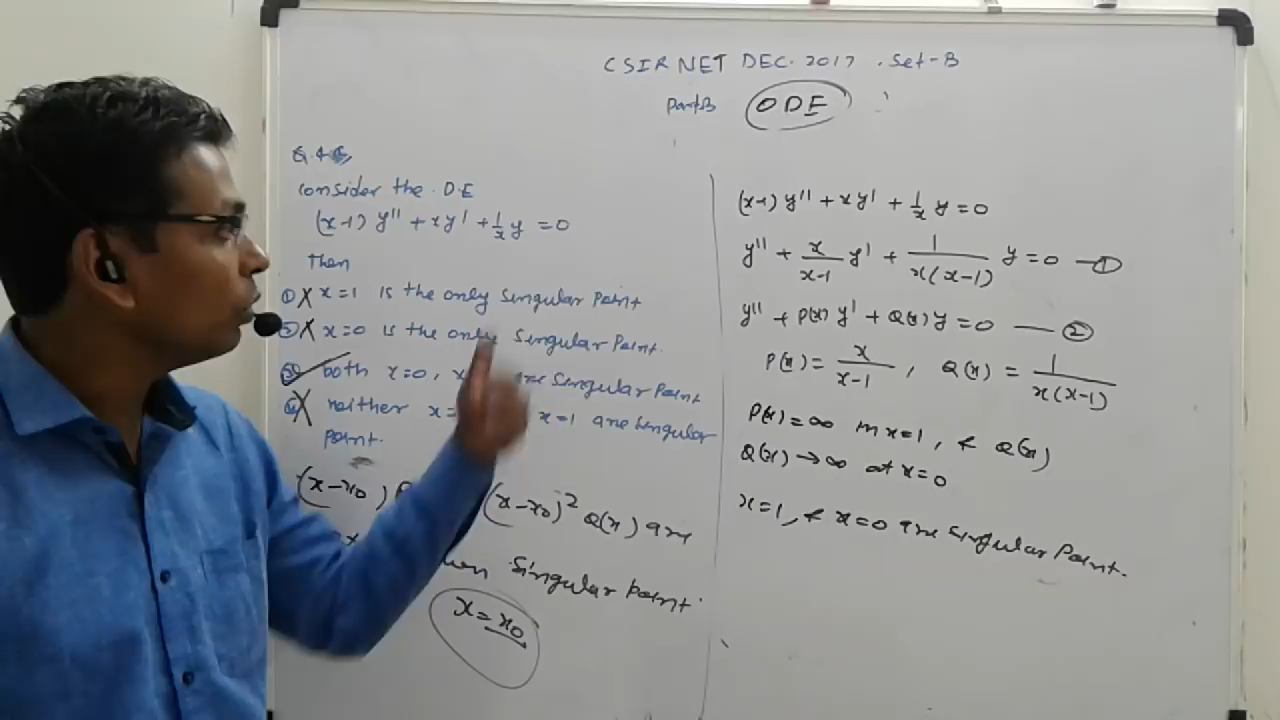 CSIR NET DEC. 2017 . Set-B
Part B ODE
Consider the D.E
(x-1) y'' + xy' + 1/x y = 0
Then
① X x=1 is the only singular point
② X x=0 is the only singular point.
③ both x=0, x are singular point
④ X neither x= x=1 are singular
point.
(x-x0) (x-x0)² Q(x) are
singular point.
x = x0
(x-1) y'' + xy' + 1/x y = 0
y'' + x/(x-1) y' + 1/(x(x-1)) y = 0 — ①
y'' + P(x) y' + Q(x) y = 0 — ②
P(x) = x/(x-1) , Q(x) = 1/(x(x-1))
P(x) = ∞ in x=1, & Q(x)
Q(x) → ∞ at x=0
x=1, & x=0 are singular point.